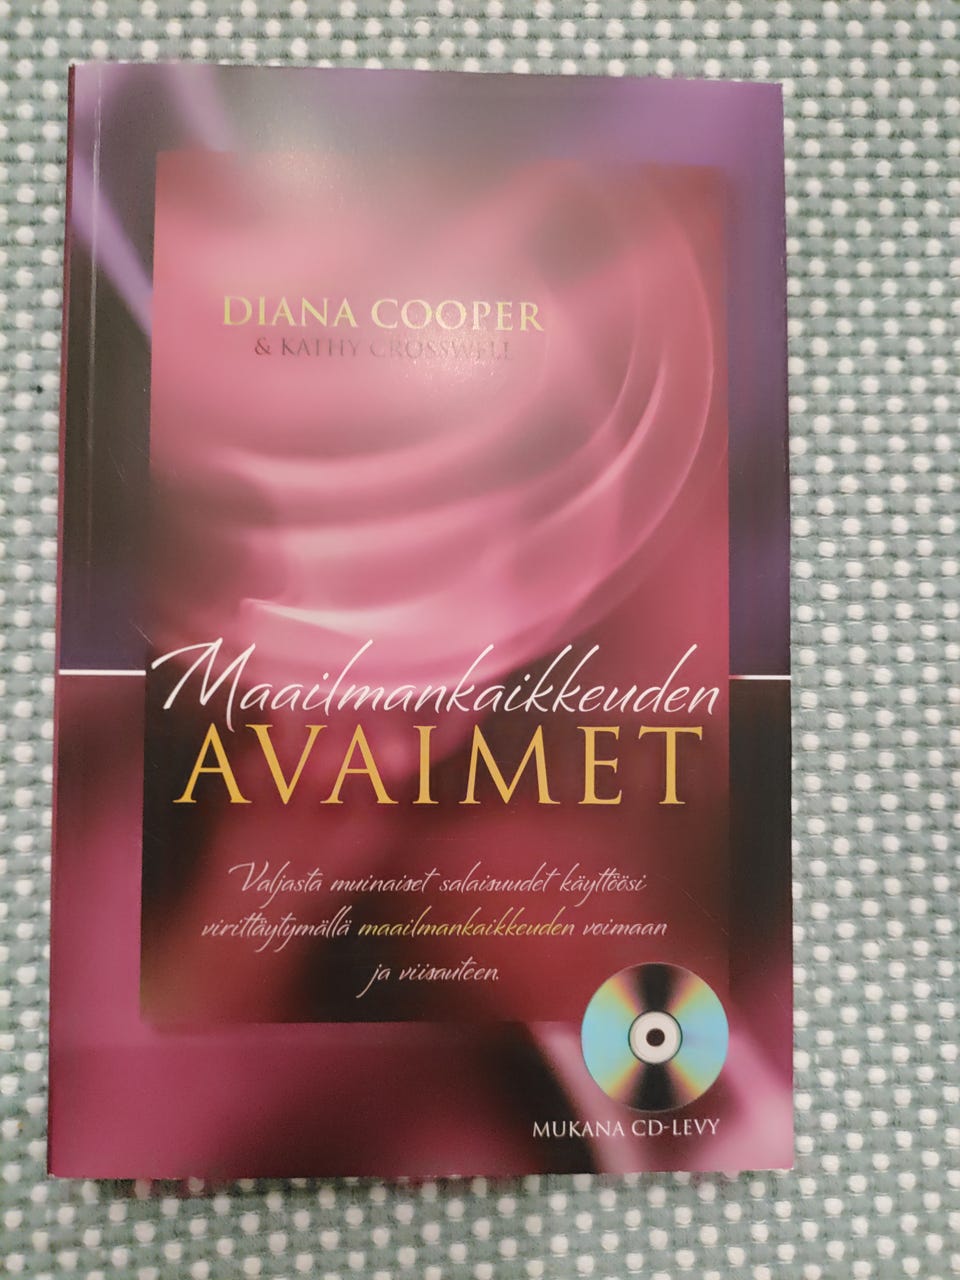 DIANA COOPER
& KATHY CROSSWELL
Maailmankaikkeuden
AVAIMET
Valjasta muinaiset salaisuudet käyttöösi
virittäytymällä maailmankaikkeuden voimaan
ja viisauteen.
MUKANA CD-LEVY